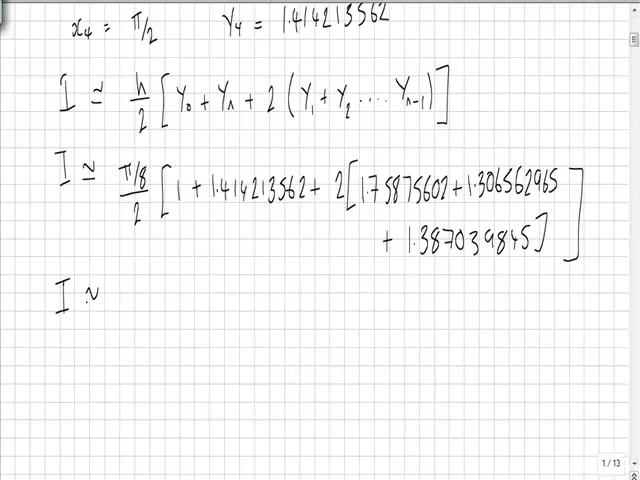 x₄ = π/2 Y₄ = 1.414213562
I ≃ h/2 [Y₀ + Yₙ + 2 (Y₁ + Y₂ .... Yₙ₋₁)]
I ≃ π/8/2 [1 + 1.414213562 + 2[1.75875602 + 1.306562965
+ 1.387039845]]
I ~
1 / 13